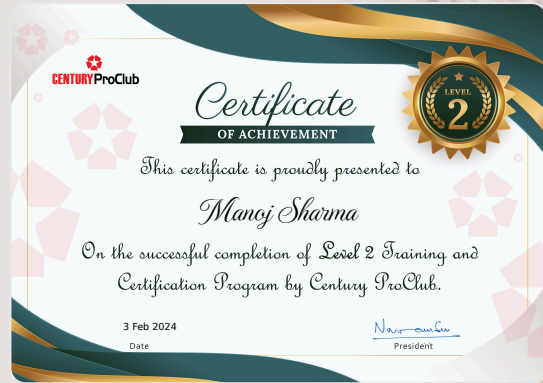 CENTURY ProClub
Certificate
OF ACHIEVEMENT
LEVEL
2
This certificate is proudly presented to
Manoj Sharma
On the successful completion of Level 2 Training and
Certification Program by Century ProClub.
3 Feb 2024
Date
President